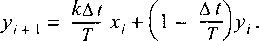 y_{i+1} = \frac{k\Delta t}{T} x_i + \left(1 - \frac{\Delta t}{T}\right) y_i.